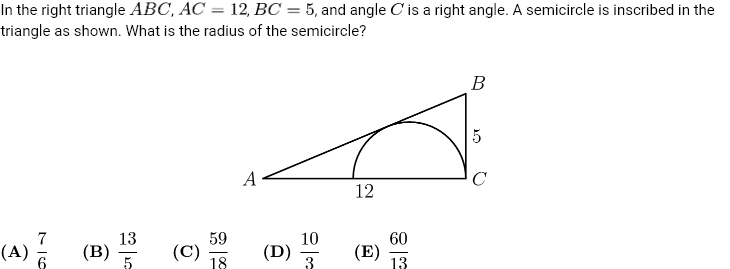 In the right triangle ABC, AC = 12, BC = 5, and angle C is a right angle. A semicircle is inscribed in the
triangle as shown. What is the radius of the semicircle?
B
5
A
C
12
(A) 7/6 (B) 13/5 (C) 59/18 (D) 10/3 (E) 60/13